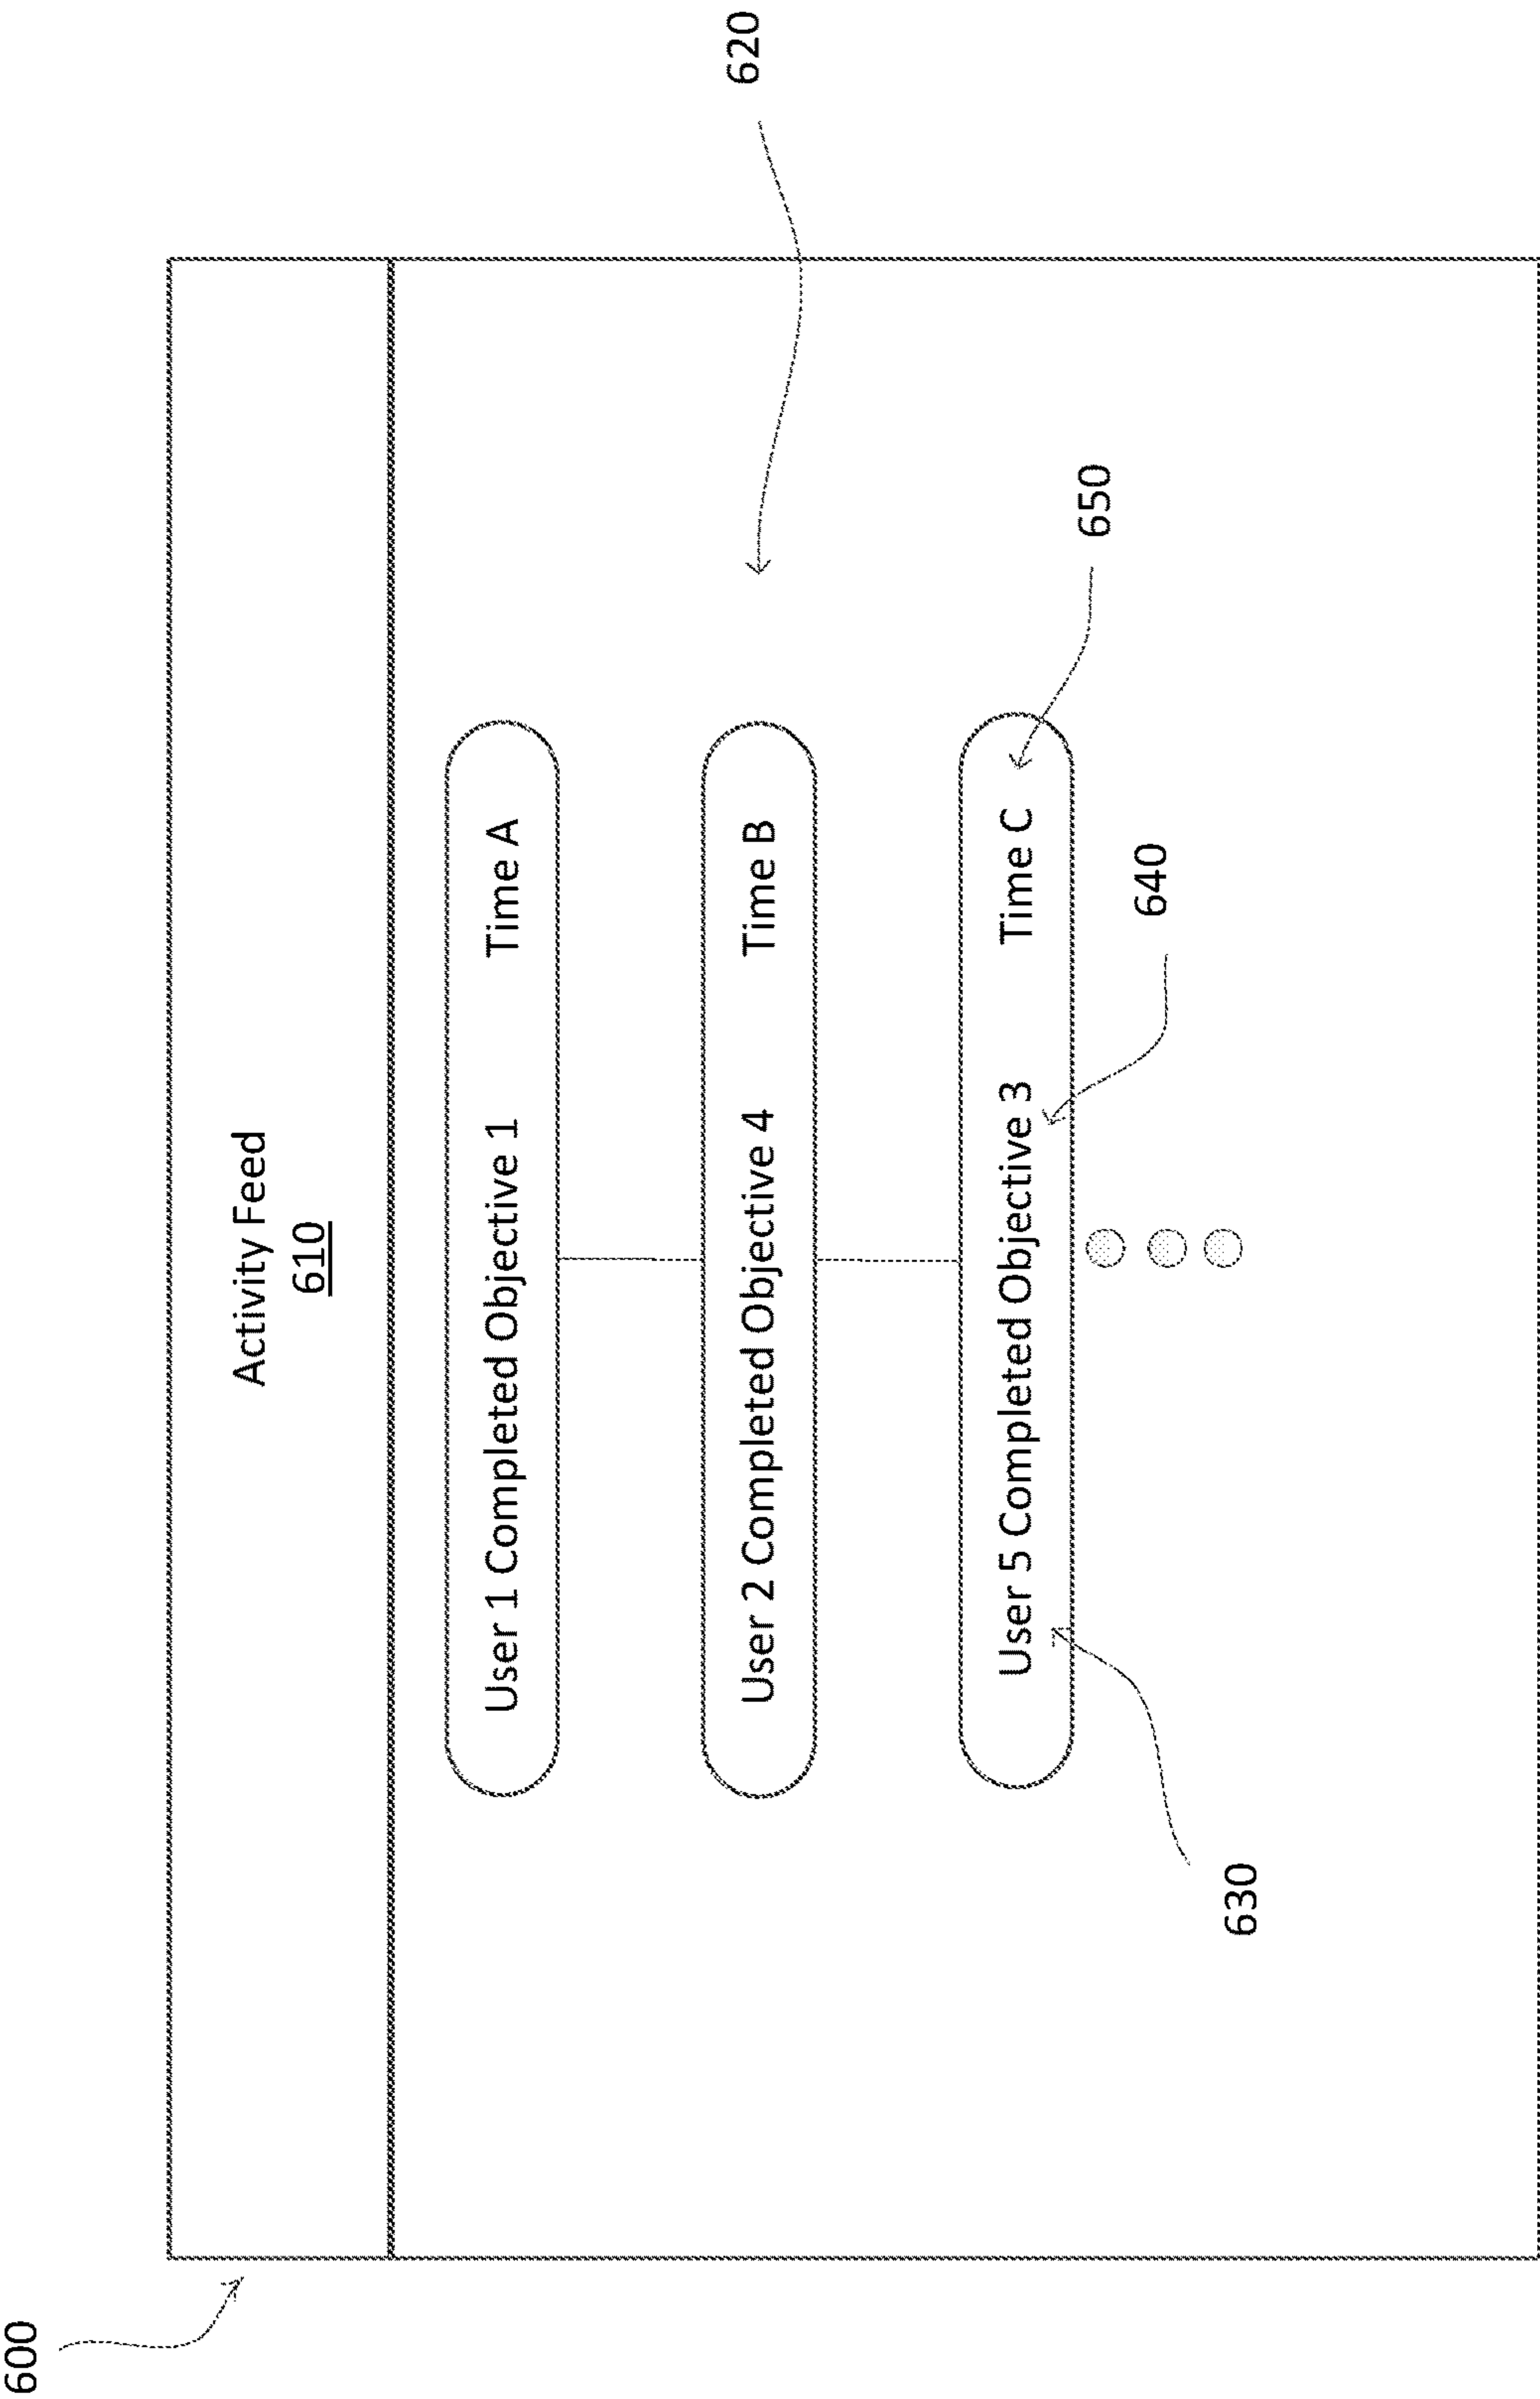 600
Activity Feed
610
User 1 Completed Objective 1 Time A
User 2 Completed Objective 4 Time B
620
User 5 Completed Objective 3 Time C
650
640
630